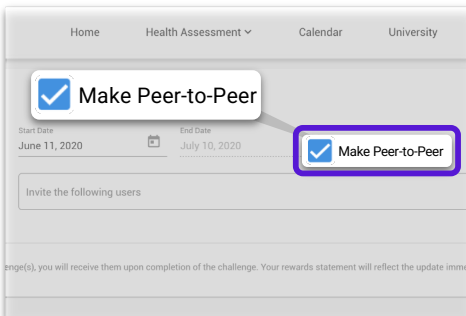 Home Health Assessment Calendar University
Make Peer-to-Peer
Start Date End Date
June 11, 2020 July 10, 2020 Make Peer-to-Peer
Invite the following users
enge(s), you will receive them upon completion of the challenge. Your rewards statement will reflect the update imme